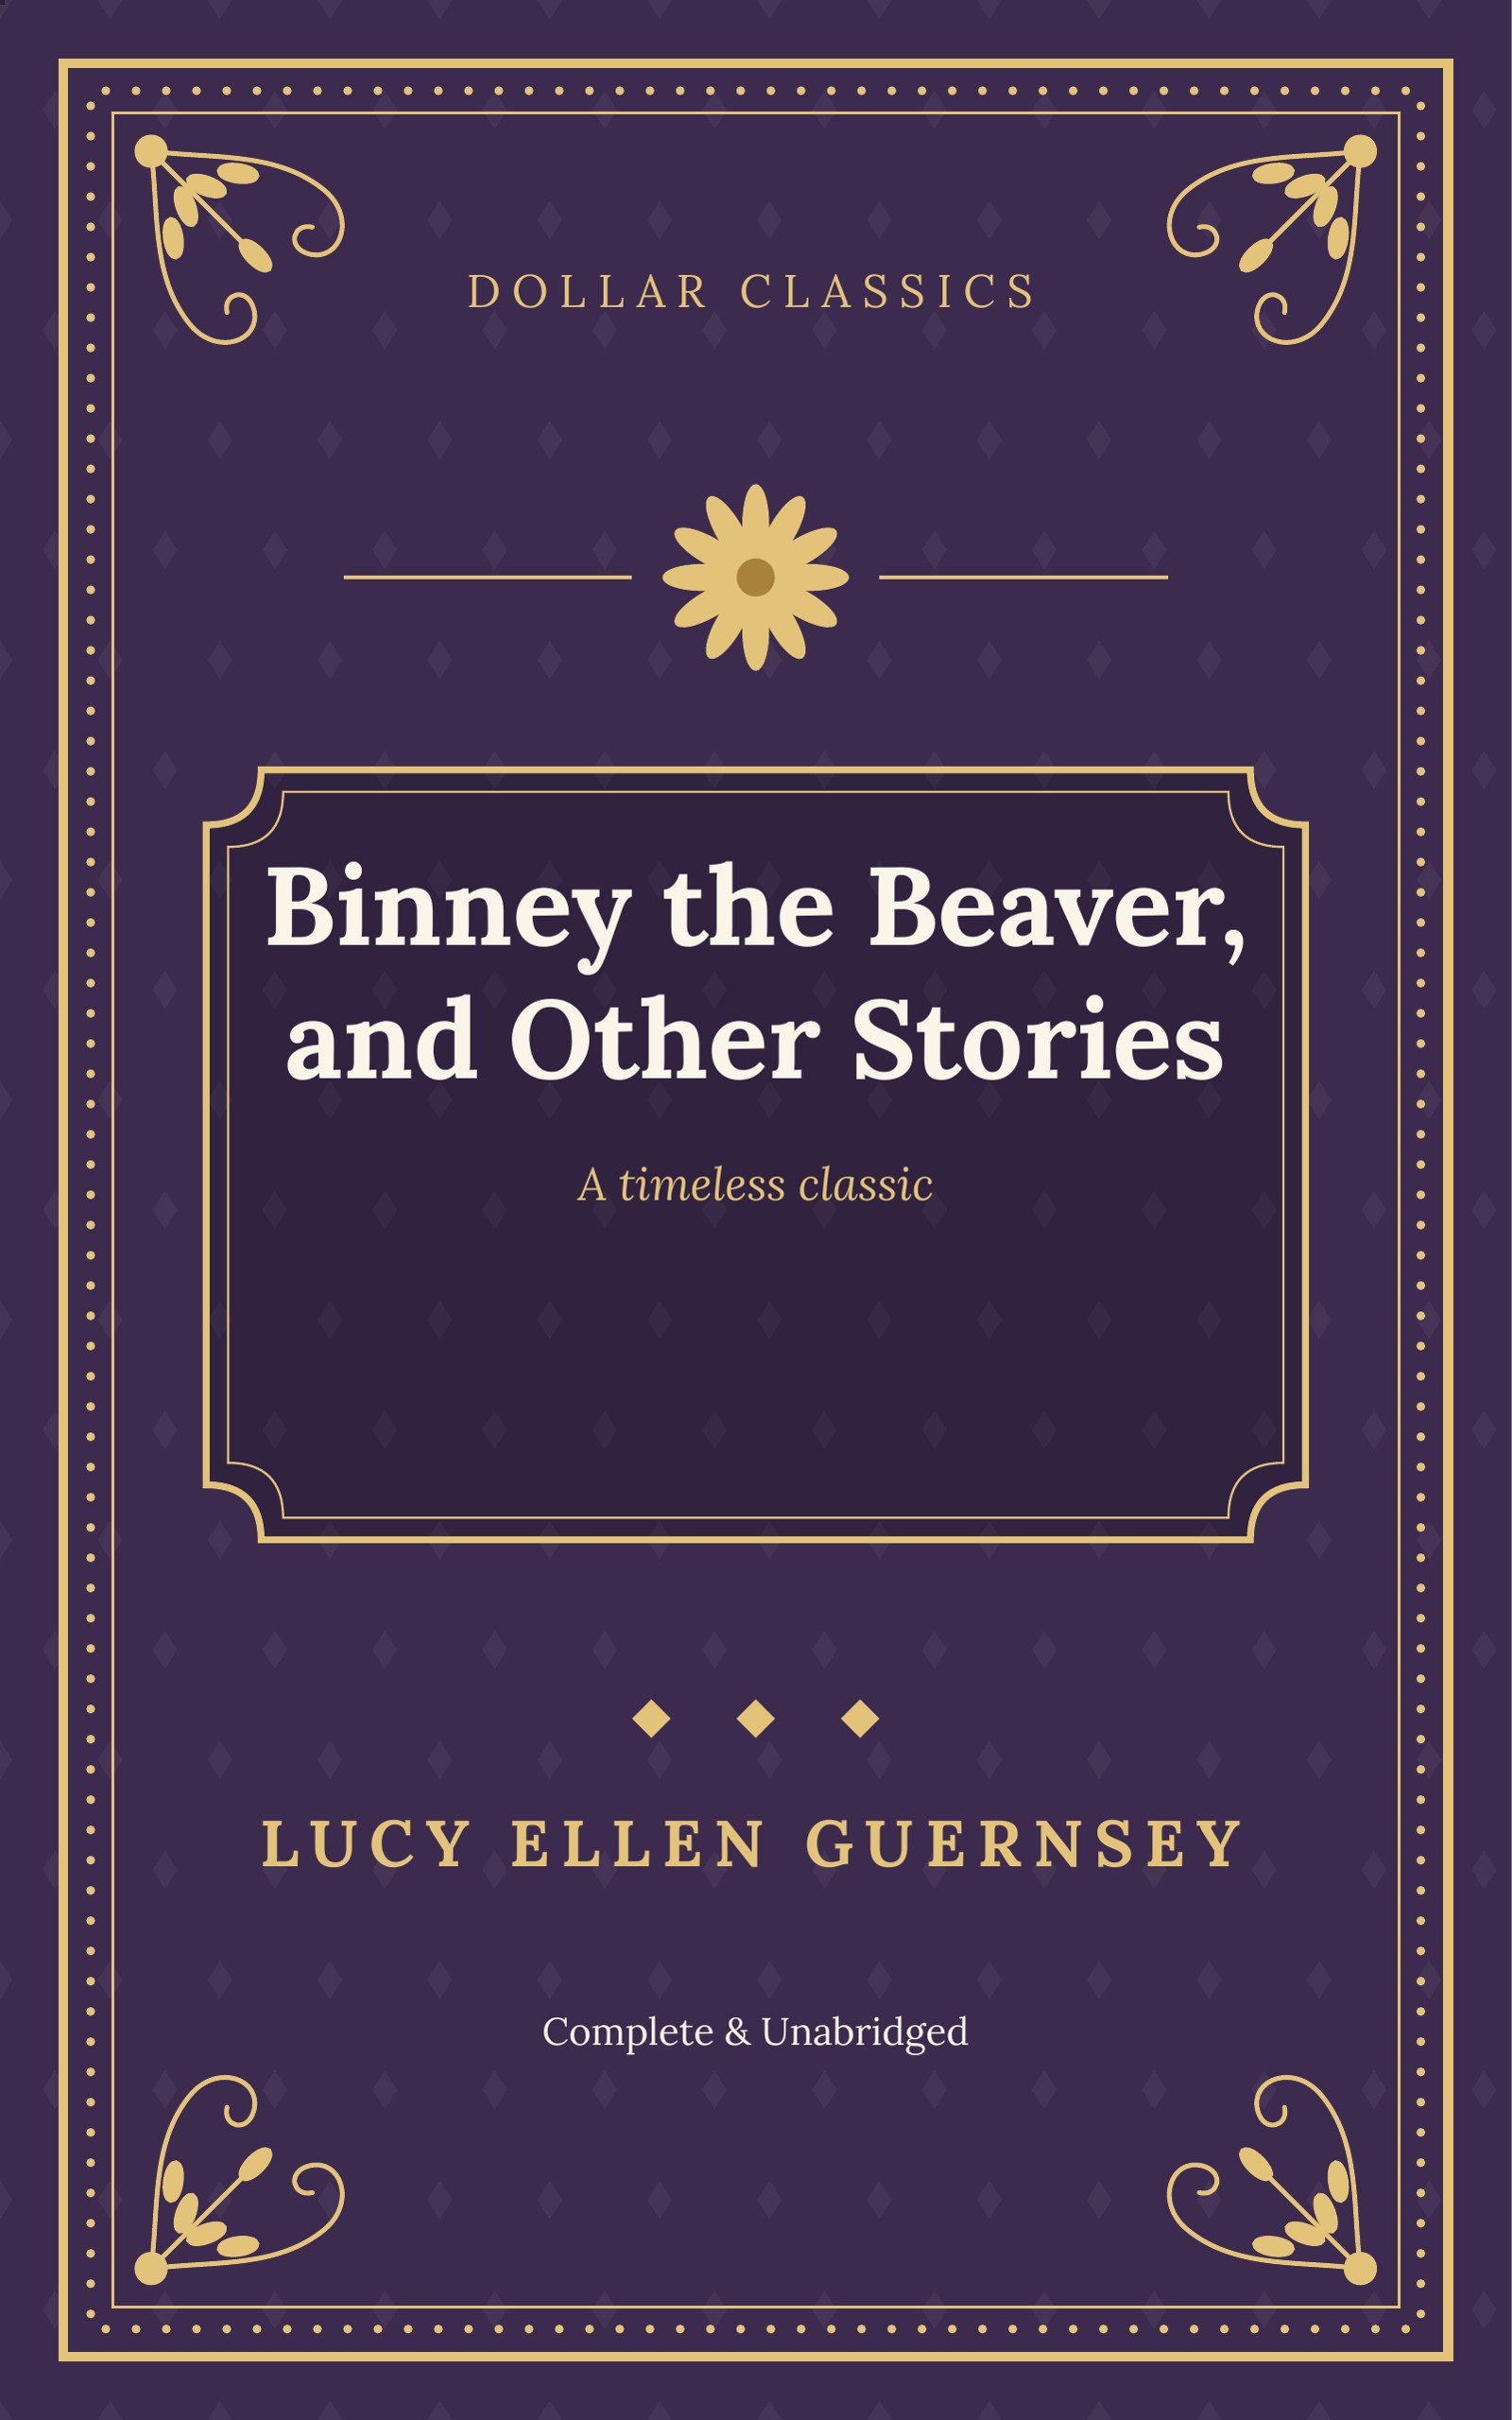 DOLLAR CLASSICS
Binney the Beaver,
and Other Stories
A timeless classic
LUCY ELLEN GUERNSEY
Complete & Unabridged